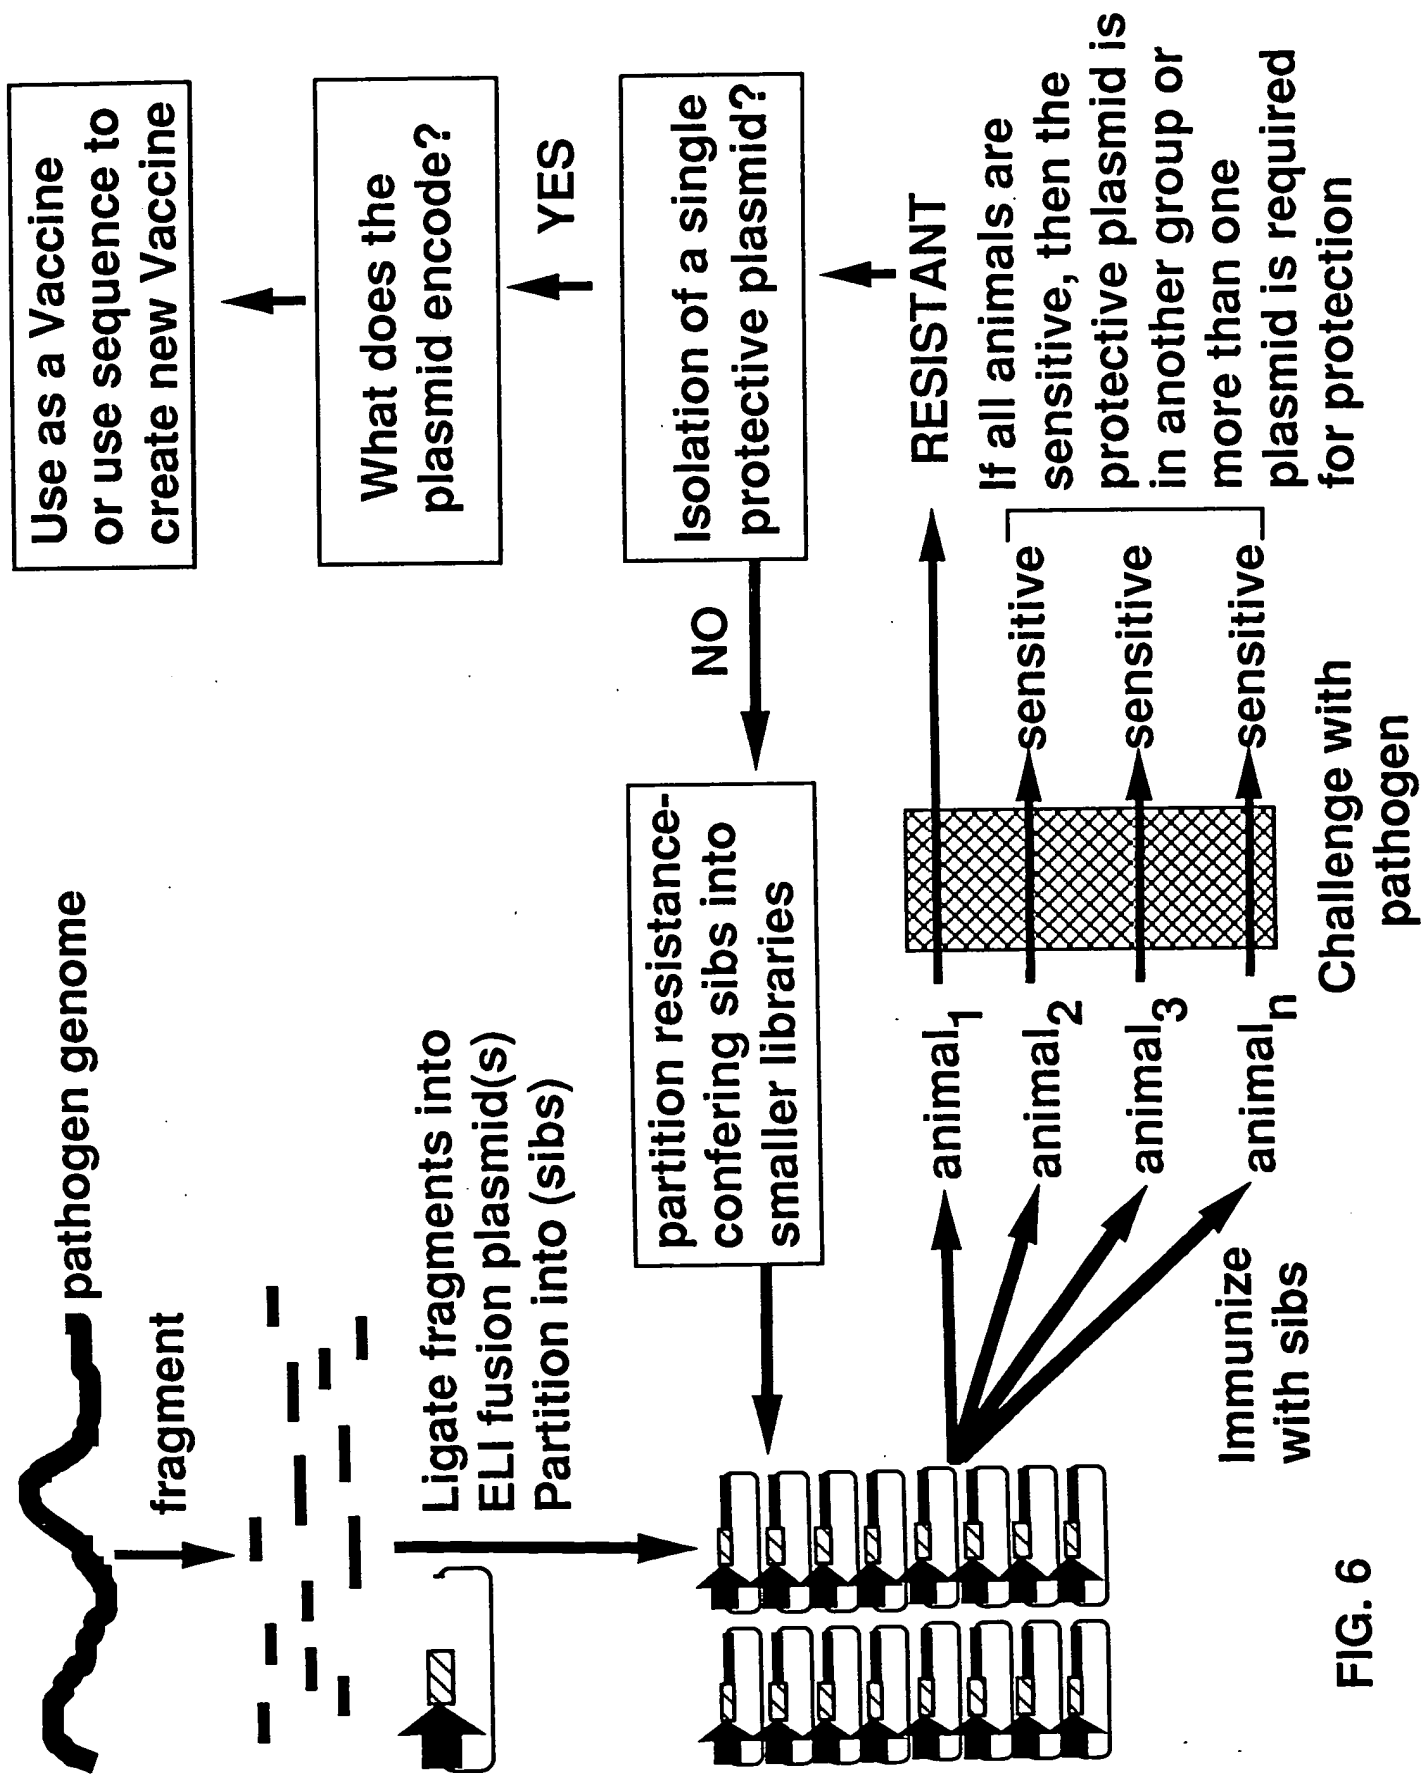 pathogen genome
fragment
Ligate fragments into
ELI fusion plasmid(s)
Partition into (sibs)
Immunize
with sibs
animal1
animal2
animal3
animaln
Challenge with
pathogen
sensitive
sensitive
sensitive
RESISTANT
If all animals are
sensitive, then the
protective plasmid is
in another group or
more than one
plasmid is required
for protection
Isolation of a single
protective plasmid?
NO
partition resistance-
confering sibs into
smaller libraries
YES
What does the
plasmid encode?
Use as a Vaccine
or use sequence to
create new Vaccine
FIG. 6